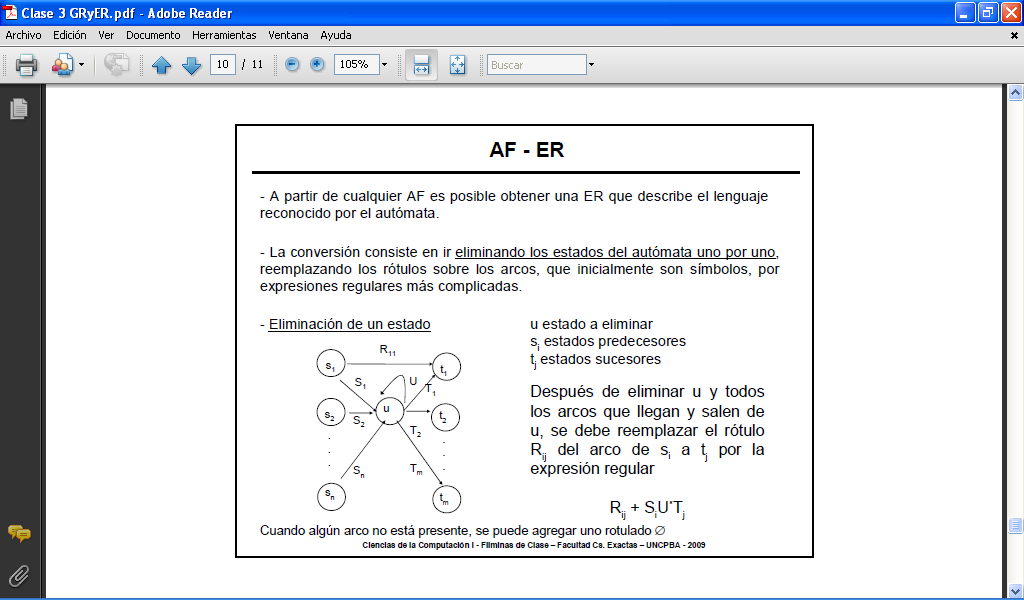 Clase 3 GRyER.pdf - Adobe Reader
Archivo Edición Ver Documento Herramientas Ventana Ayuda
10 / 11 105% Buscar
AF - ER
- A partir de cualquier AF es posible obtener una ER que describe el lenguaje
reconocido por el autómata.
- La conversión consiste en ir eliminando los estados del autómata uno por uno,
reemplazando los rótulos sobre los arcos, que inicialmente son símbolos, por
expresiones regulares más complicadas.
- Eliminación de un estado
u estado a eliminar
si estados predecesores
tj estados sucesores
R11
s1
t1
S1
U
T1
u
s2
S2
t2
T2
.
.
.
.
.
.
Sn
Tm
sn
tm
Después de eliminar u y todos
los arcos que llegan y salen de
u, se debe reemplazar el rótulo
Rij del arco de si a tj por la
expresión regular
Rij + SiU*Tj
Cuando algún arco no está presente, se puede agregar uno rotulado ∅
Ciencias de la Computación I - Filminas de Clase – Facultad Cs. Exactas – UNCPBA - 2009